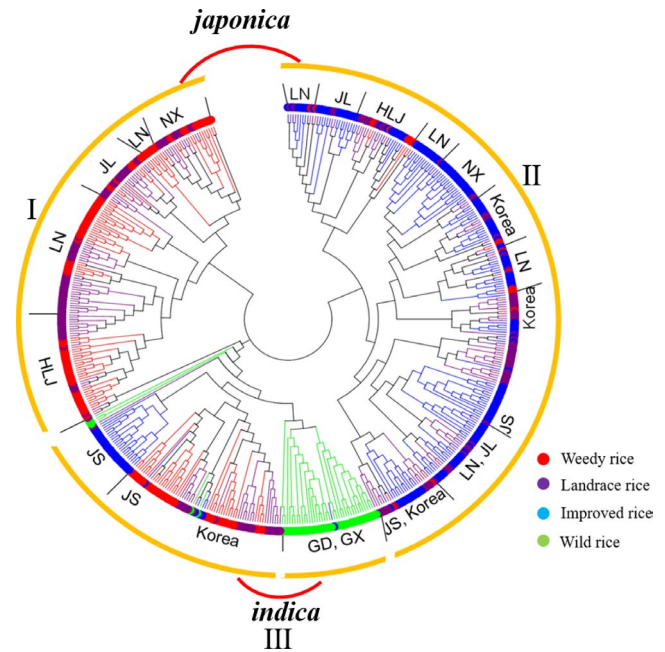 japonica
LN
JL
HLJ
LN
NX
Korea
LN
Korea
JS
LN, JL
JS, Korea
GD, GX
Korea
JS
JS
HLJ
LN
JL
LN
NX
I
II
indica
III
Weedy rice
Landrace rice
Improved rice
Wild rice